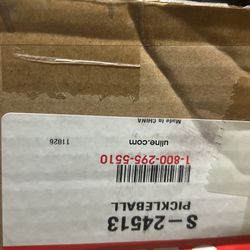 S-24513
PICKLEBALL
1-800-295-5510
uline.com
11026
Made in CHINA